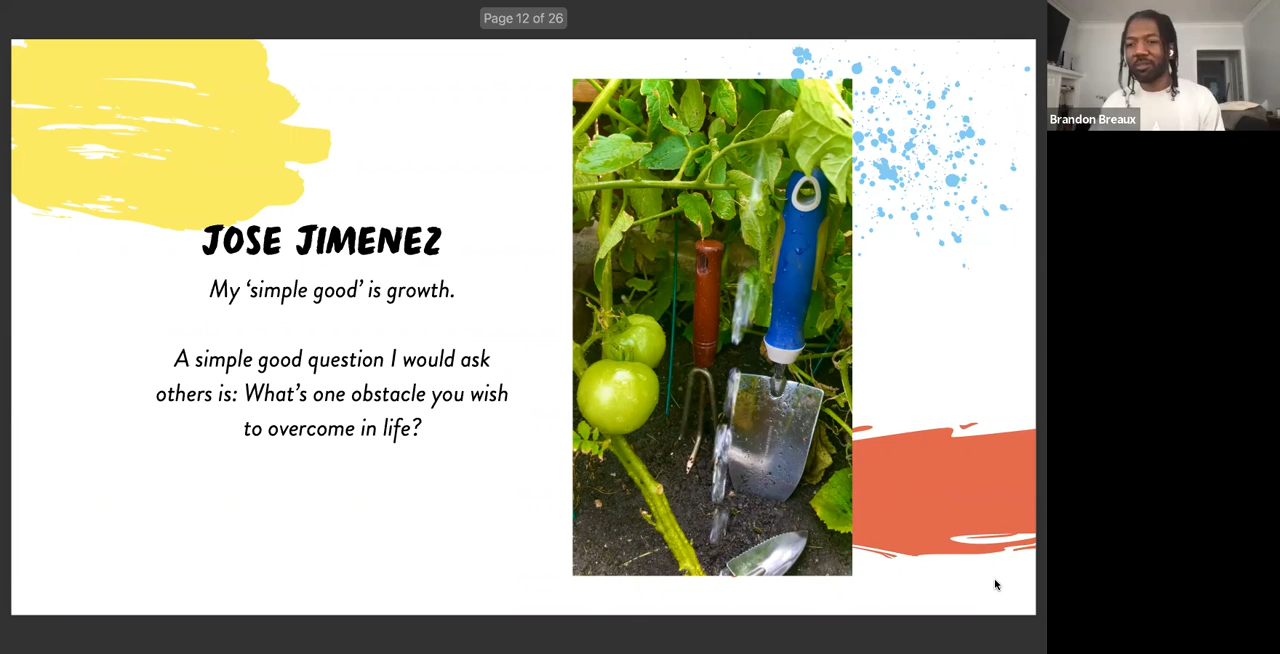 Page 12 of 26
JOSE JIMENEZ
My ‘simple good’ is growth.
A simple good question I would ask
others is: What’s one obstacle you wish
to overcome in life?
Brandon Breaux